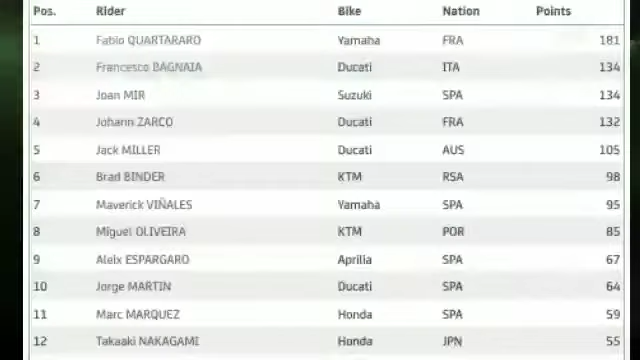 Pos. Rider Bike Nation Points
1 Fabio QUARTARARO Yamaha FRA 181
2 Francesco BAGNAIA Ducati ITA 134
3 Joan MIR Suzuki SPA 134
4 Johann ZARCO Ducati FRA 132
5 Jack MILLER Ducati AUS 105
6 Brad BINDER KTM RSA 98
7 Maverick VIÑALES Yamaha SPA 95
8 Miguel OLIVEIRA KTM POR 85
9 Aleix ESPARGARO Aprilia SPA 67
10 Jorge MARTIN Ducati SPA 64
11 Marc MARQUEZ Honda SPA 59
12 Takaaki NAKAGAMI Honda JPN 55